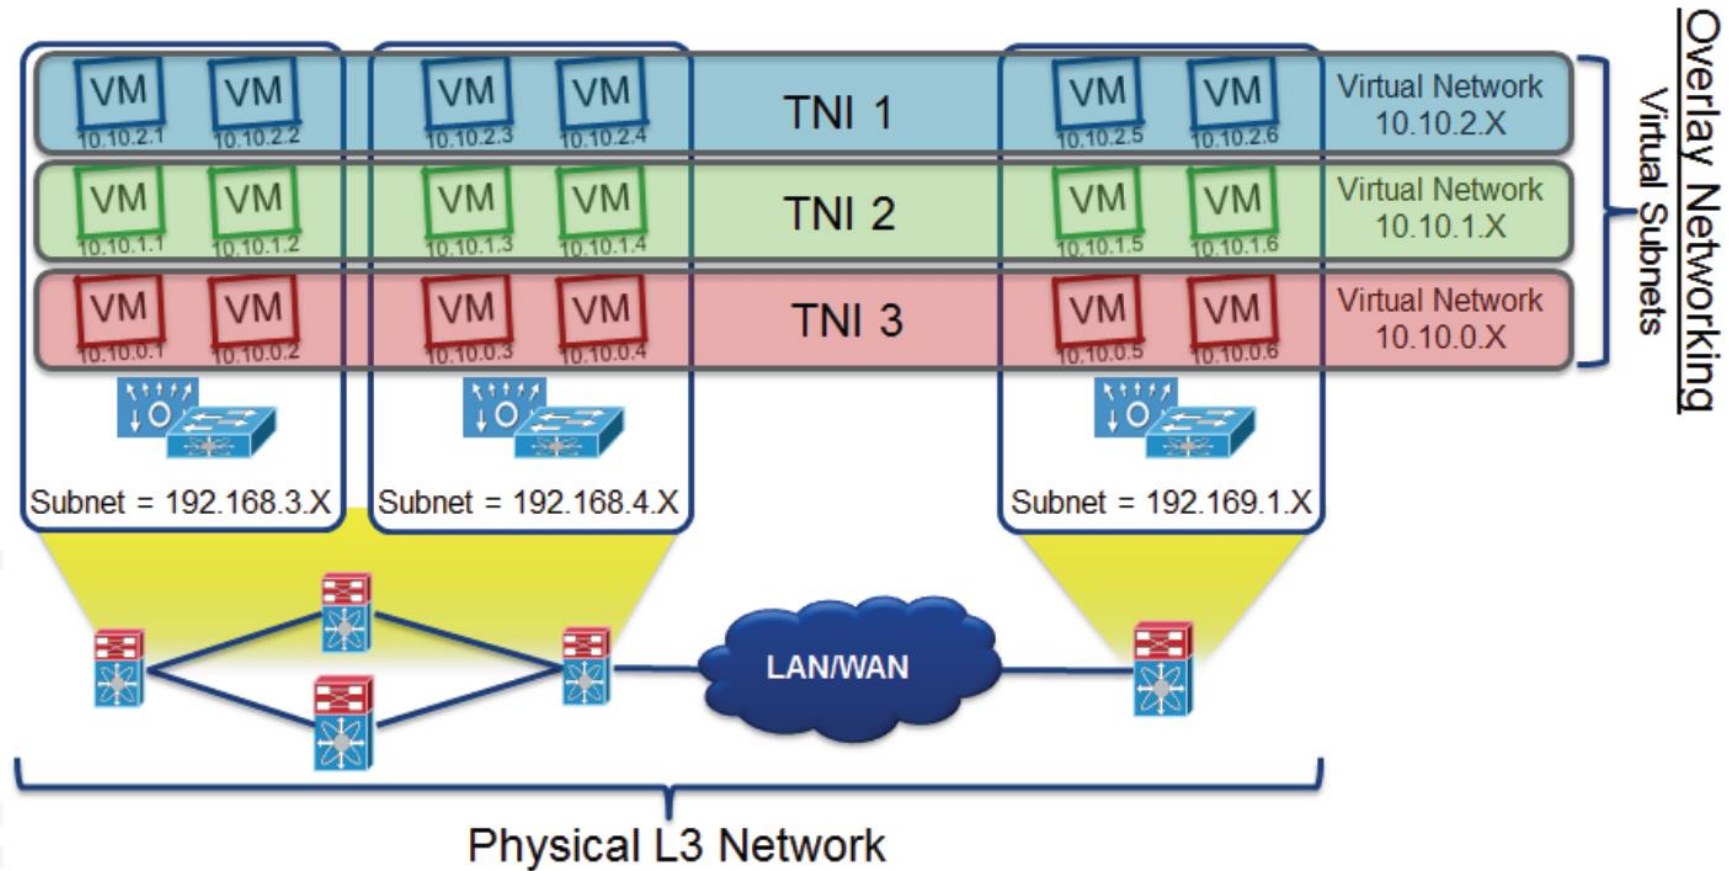 VM VM VM VM TNI 1 VM VM Virtual Network
10.10.2.1 10.10.2.2 10.10.2.3 10.10.2.4 10.10.2.5 10.10.2.6 10.10.2.X
VM VM VM VM TNI 2 VM VM Virtual Network
10.10.1.1 10.10.1.2 10.10.1.3 10.10.1.4 10.10.1.5 10.10.1.6 10.10.1.X
VM VM VM VM TNI 3 VM VM Virtual Network
10.10.0.1 10.10.0.2 10.10.0.3 10.10.0.4 10.10.0.5 10.10.0.6 10.10.0.X
Overlay Networking
Virtual Subnets
Subnet = 192.168.3.X
Subnet = 192.168.4.X
Subnet = 192.169.1.X
LAN/WAN
Physical L3 Network